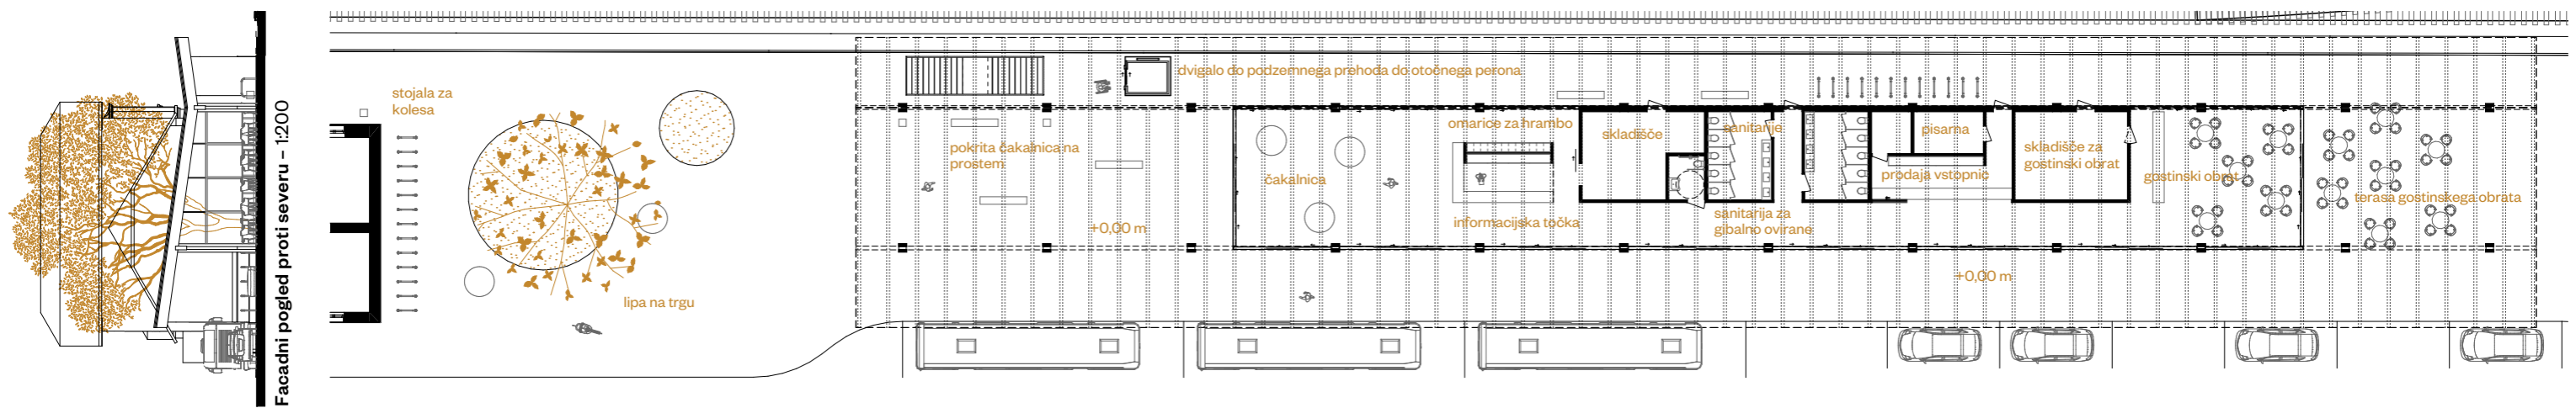 Facadni pogled proti severu – 1:200
stojala za
kolesa
lipa na trgu
dvigalo do podzemnega prehoda do otočnega perona
pokrita čakalnica na
prostem
+0,00 m
čakalnica
omarice za hrambo
informacijska točka
skladišče
sanitarije
sanitarija za
gibalno ovirane
pisarna
prodaja vstopnic
skladišče za
gostinski obrat
gostinski obrat
terasa gostinskega obrata
+0,00 m